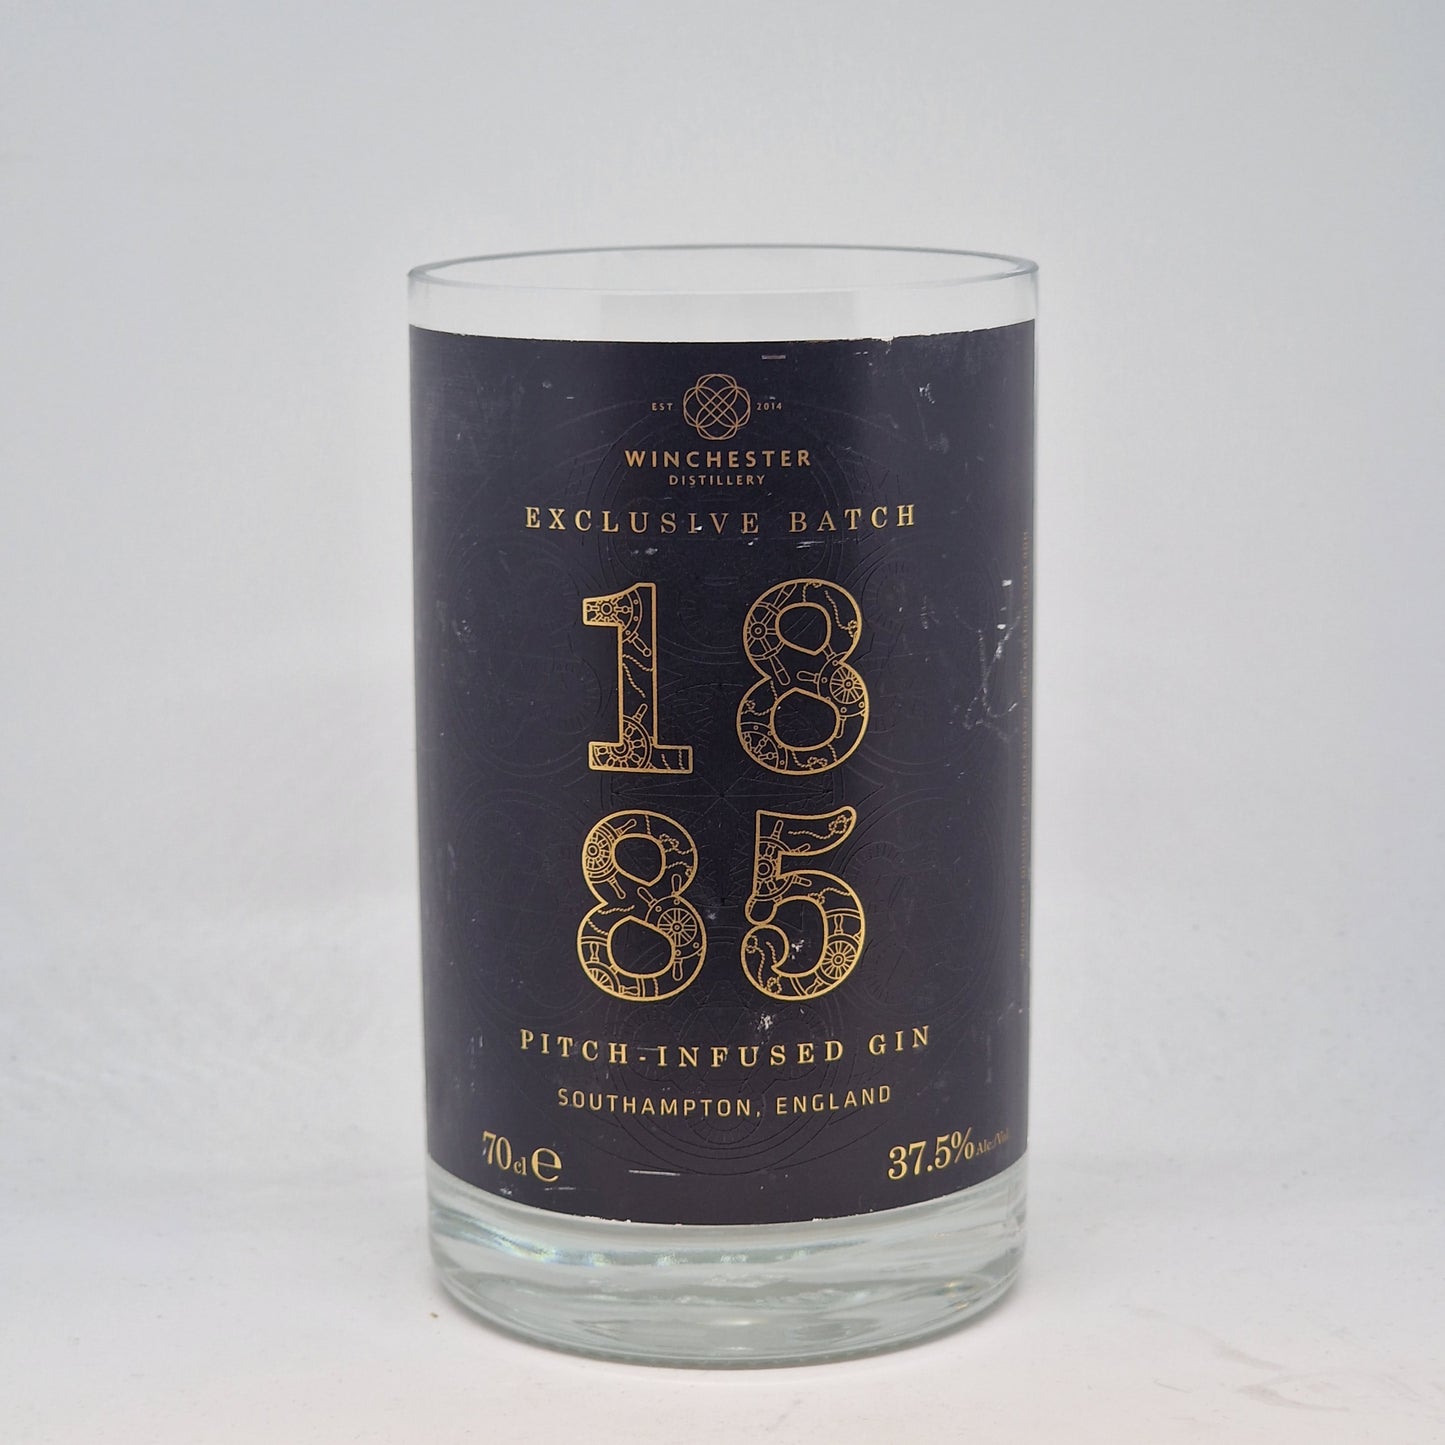 EST 2014
WINCHESTER
DISTILLERY
EXCLUSIVE BATCH
18
85
PITCH-INFUSED GIN
SOUTHAMPTON, ENGLAND
70cl e 37.5% Alc./Vol.